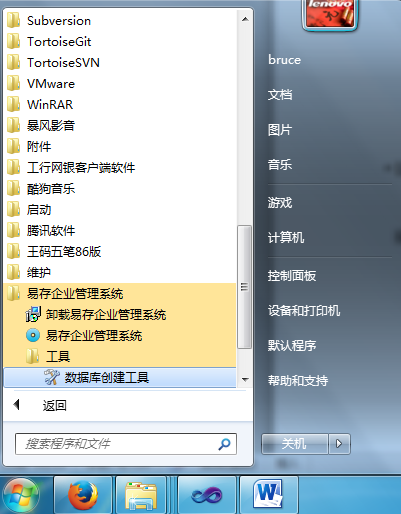 Subversion
TortoiseGit
TortoiseSVN
VMware
WinRAR
暴风影音
附件
工行网银客户端软件
酷狗音乐
启动
腾讯软件
王码五笔86版
维护
易存企业管理系统
卸载易存企业管理系统
易存企业管理系统
工具
数据库创建工具
返回
搜索程序和文件
lenovo
bruce
文档
图片
音乐
游戏
计算机
控制面板
设备和打印机
默认程序
帮助和支持
关机